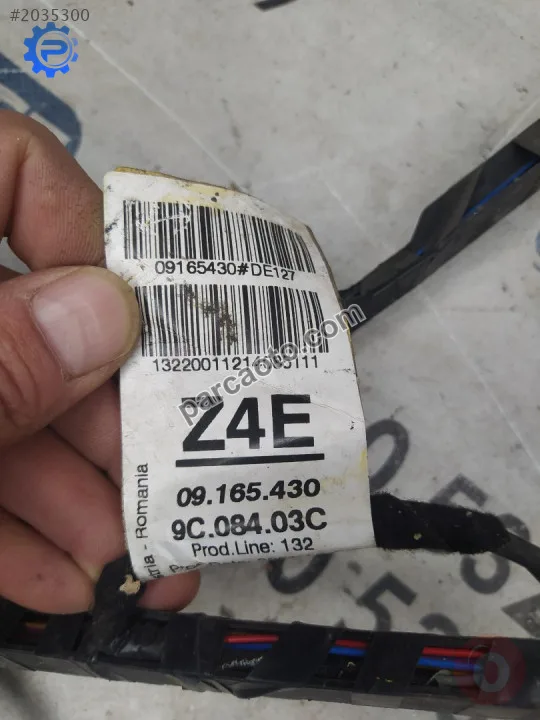 #2035300
09165430#DE127
parcaoto.com
Z4E
09.165.430
9C.084.03C
Prod.Line: 132
- Romania